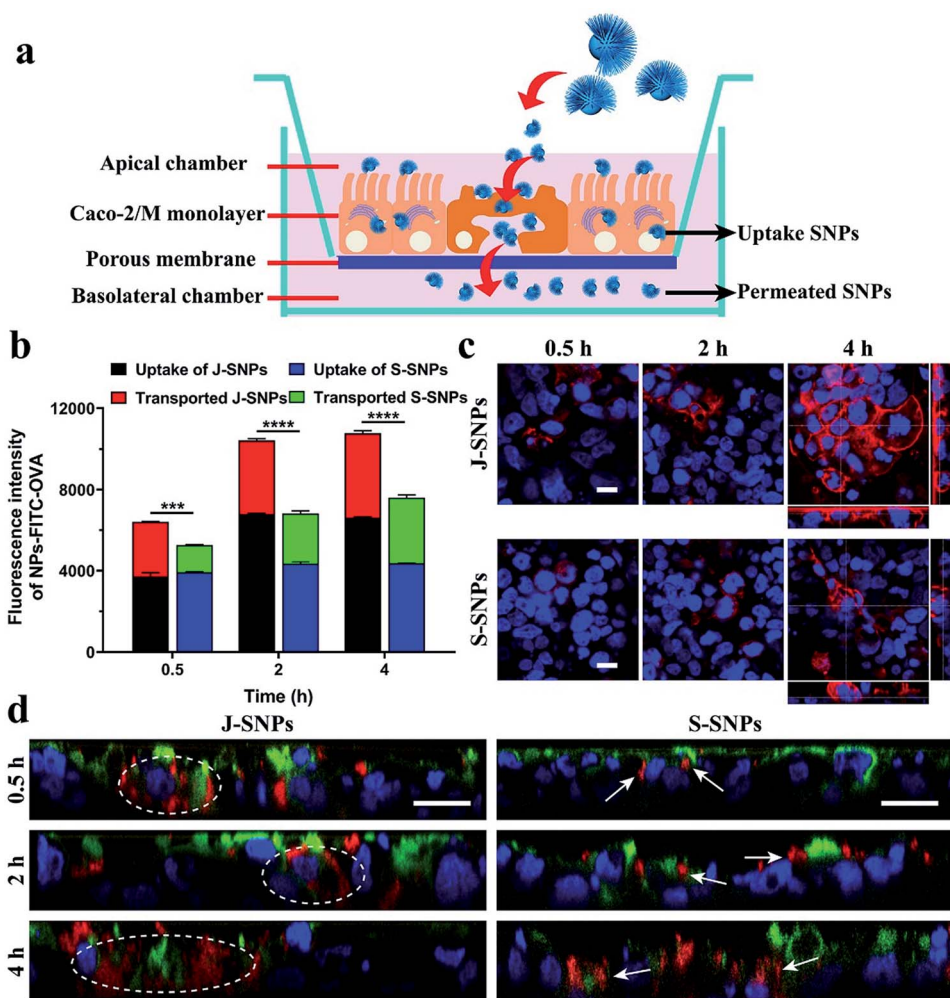 a
Apical chamber
Caco-2/M monolayer
Porous membrane
Basolateral chamber
Uptake SNPs
Permeated SNPs
b
Uptake of J-SNPs
Uptake of S-SNPs
Transported J-SNPs
Transported S-SNPs
Fluorescence intensity
of NPs-FITC-OVA
12000
8000
4000
0
***
****
****
0.5
2
4
Time (h)
c
0.5 h
2 h
4 h
J-SNPs
S-SNPs
d
J-SNPs
S-SNPs
0.5 h
2 h
4 h